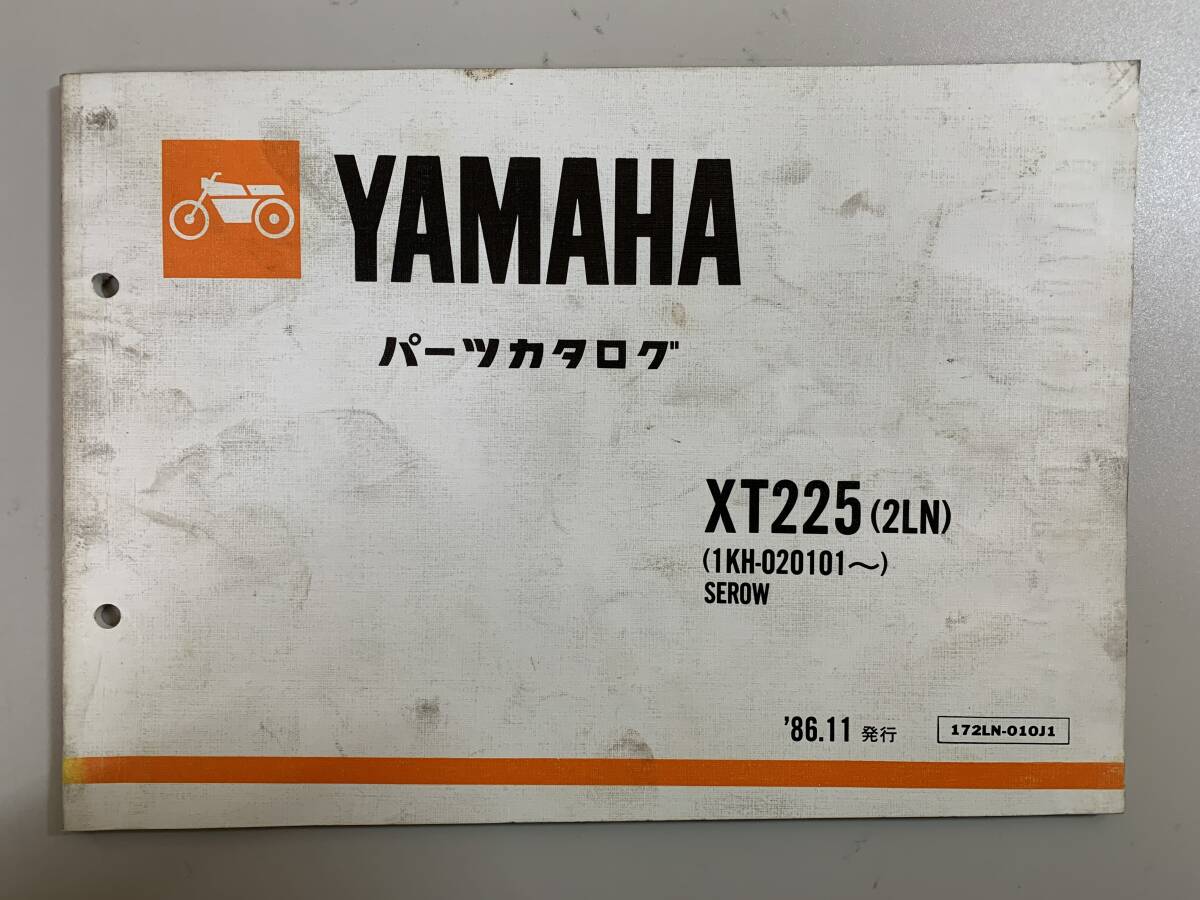 YAMAHA
パーツカタログ
XT225 (2LN)
(1KH-020101〜)
SEROW
'86.11 発行
172LN-010J1